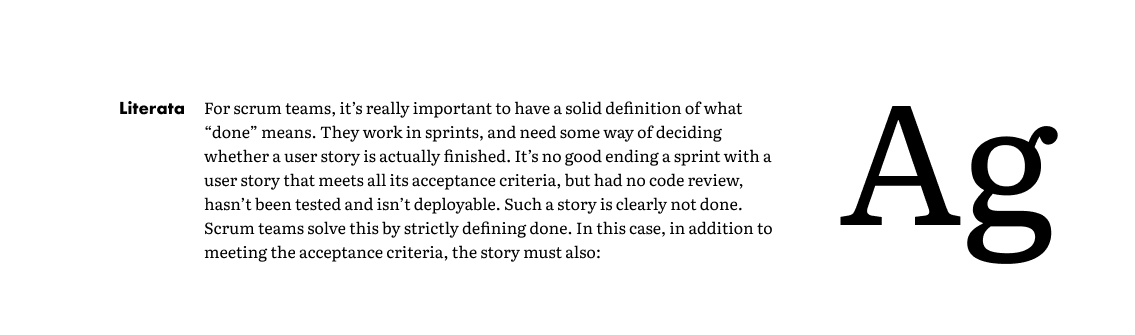 Literata
For scrum teams, it’s really important to have a solid definition of what
“done” means. They work in sprints, and need some way of deciding
whether a user story is actually finished. It’s no good ending a sprint with a
user story that meets all its acceptance criteria, but had no code review,
hasn’t been tested and isn’t deployable. Such a story is clearly not done.
Scrum teams solve this by strictly defining done. In this case, in addition to
meeting the acceptance criteria, the story must also:
Ag